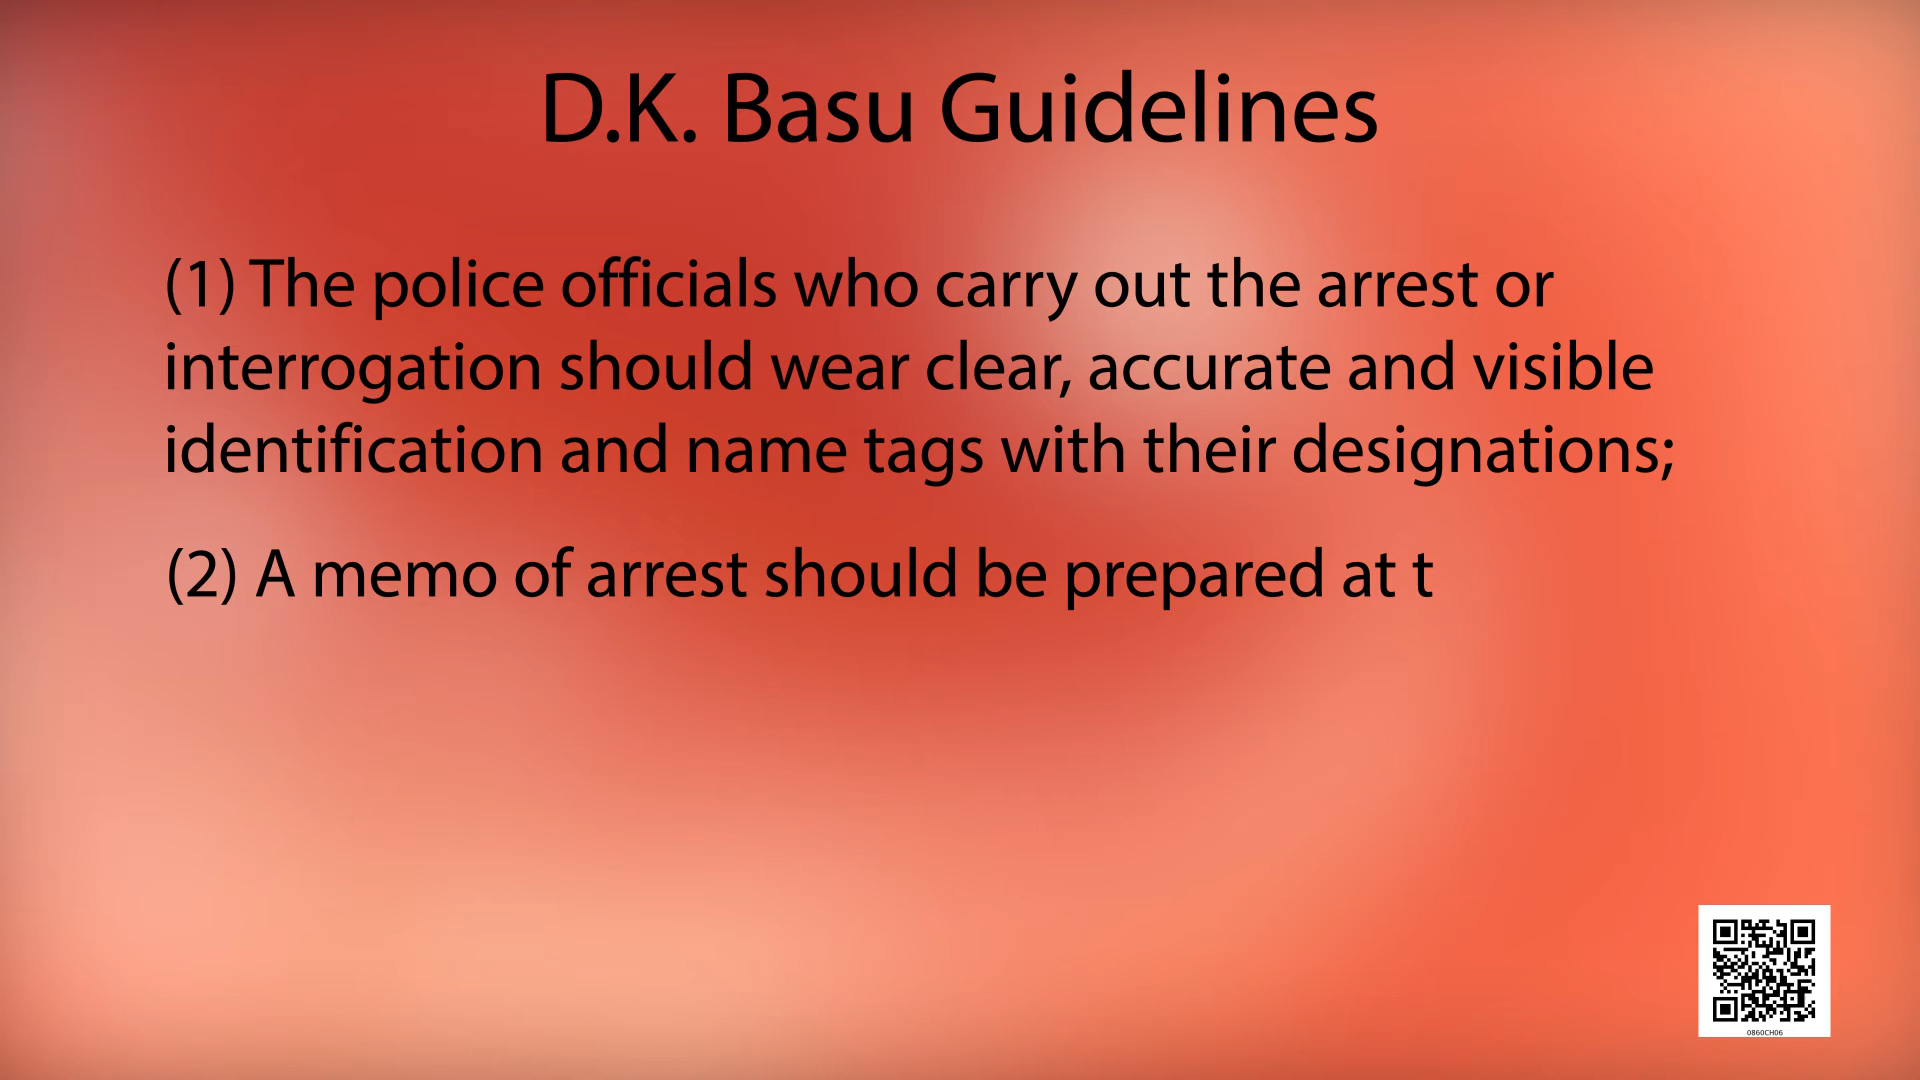 D.K. Basu Guidelines
(1) The police officials who carry out the arrest or
interrogation should wear clear, accurate and visible
identification and name tags with their designations;
(2) A memo of arrest should be prepared at t
0860CH06